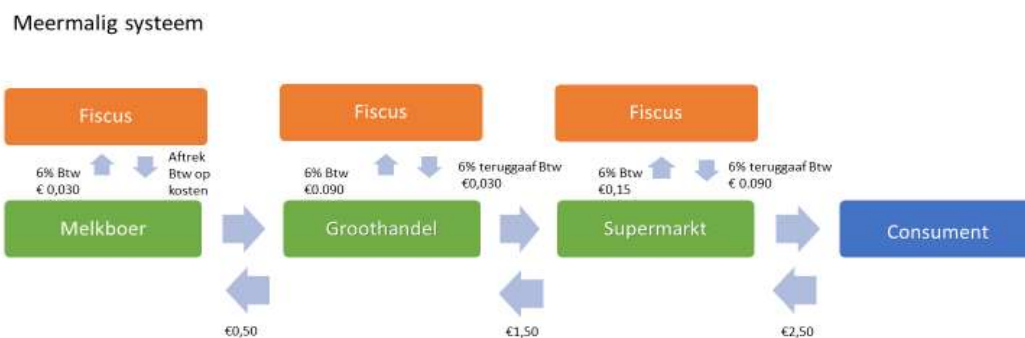 Meermalig systeem
Fiscus
Fiscus
Fiscus
6% Btw
€ 0,030
Aftrek
Btw op
kosten
6% Btw
€0.090
6% teruggaaf Btw
€0,030
6% Btw
€0,15
6% teruggaaf Btw
€ 0.090
Melkboer
Groothandel
Supermarkt
Consument
€0,50
€1,50
€2,50